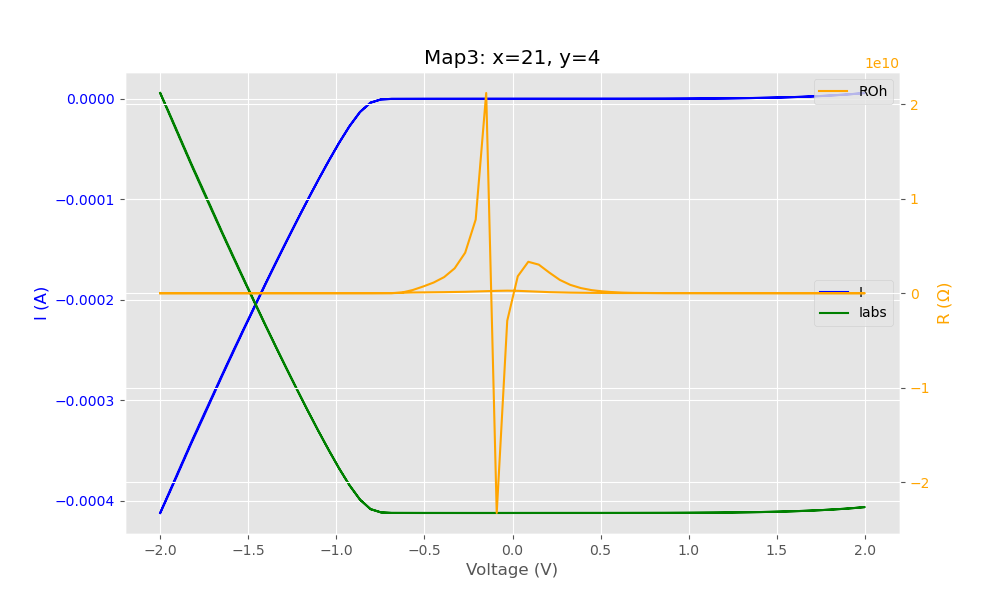 Map3: x=21, y=4
1e10
ROh
I
Iabs
0.0000
−0.0001
−0.0002
−0.0003
−0.0004
I (A)
2
1
0
−1
−2
R (Ω)
−2.0 −1.5 −1.0 −0.5 0.0 0.5 1.0 1.5 2.0
Voltage (V)